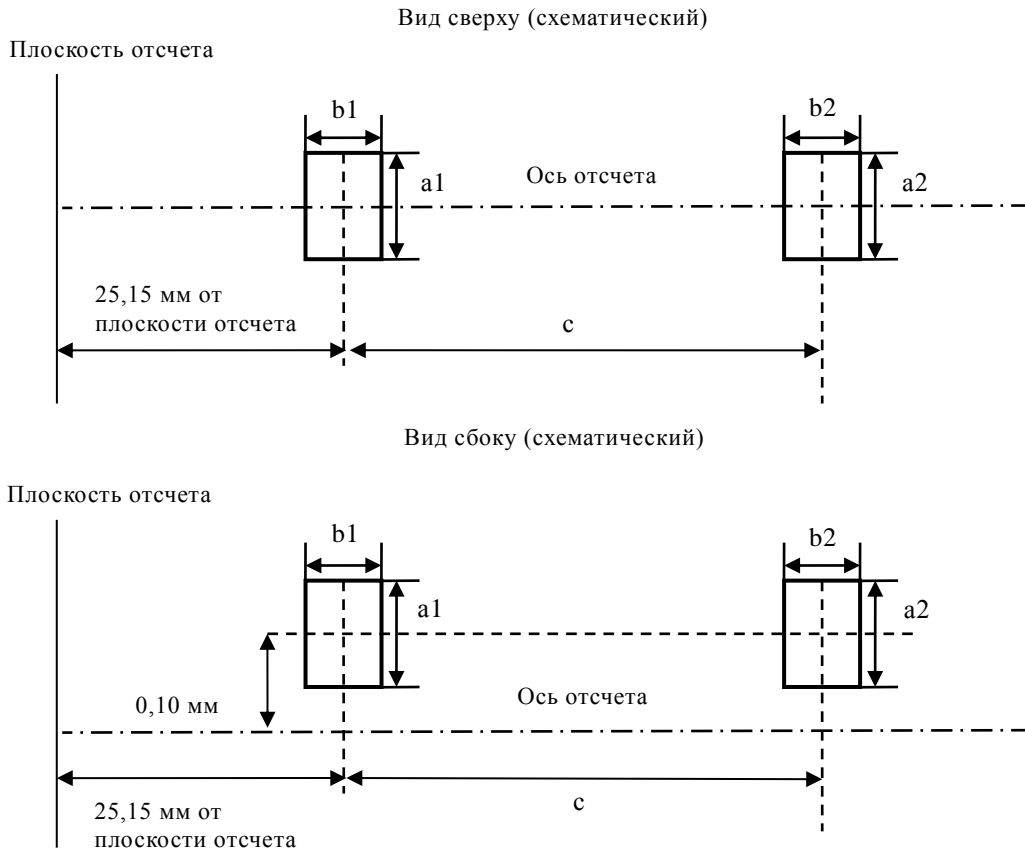 Вид сверху (схематический)
Плоскость отсчета
b1
b2
a1
Ось отсчета
a2
25,15 мм от
плоскости отсчета
c
Вид сбоку (схематический)
Плоскость отсчета
b1
b2
a1
a2
0,10 мм
Ось отсчета
25,15 мм от
плоскости отсчета
c